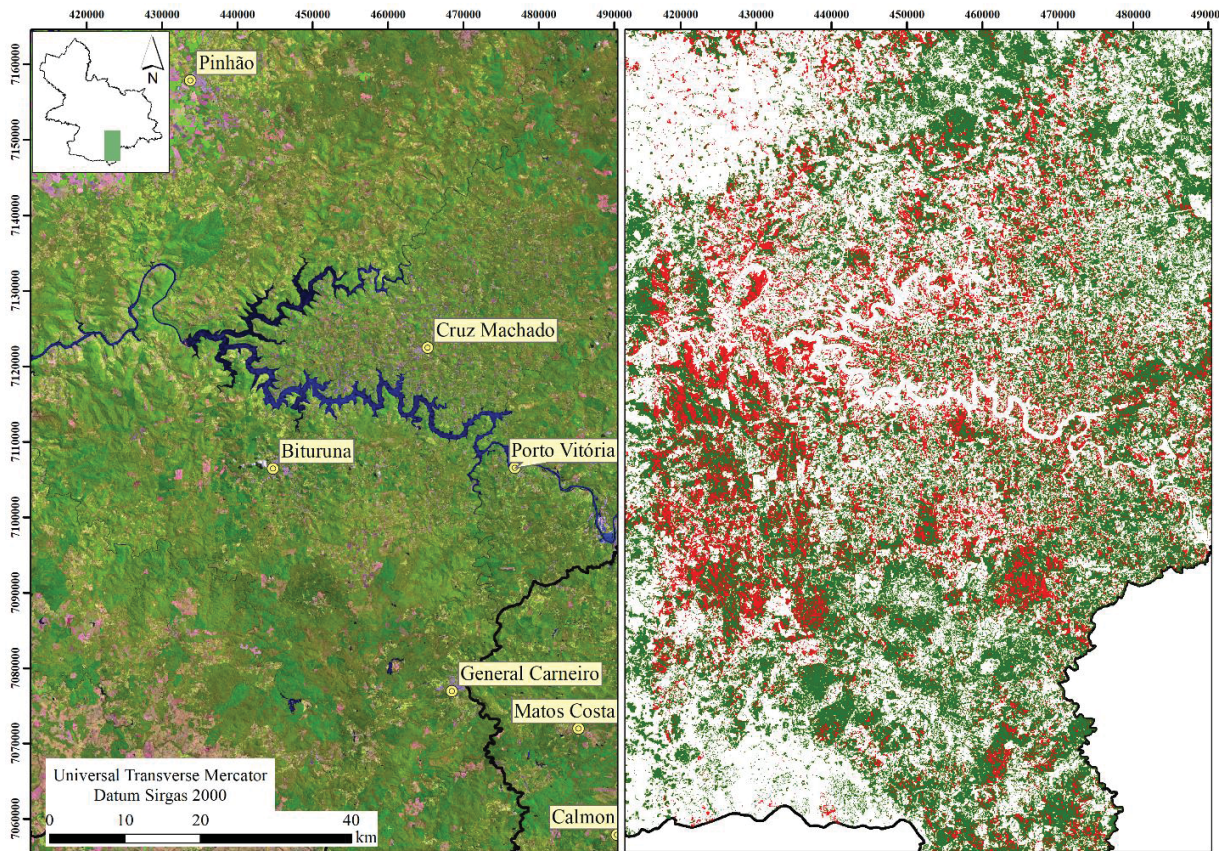 420000 430000 440000 450000 460000 470000 480000 490000
420000 430000 440000 450000 460000 470000 480000 49000
7160000
7150000
7140000
7130000
7120000
7110000
7100000
7090000
7080000
7070000
7060000
N
Pinhão
Cruz Machado
Bituruna
Porto Vitória
General Carneiro
Matos Costa
Calmon
Universal Transverse Mercator
Datum Sirgas 2000
0 10 20 40
km